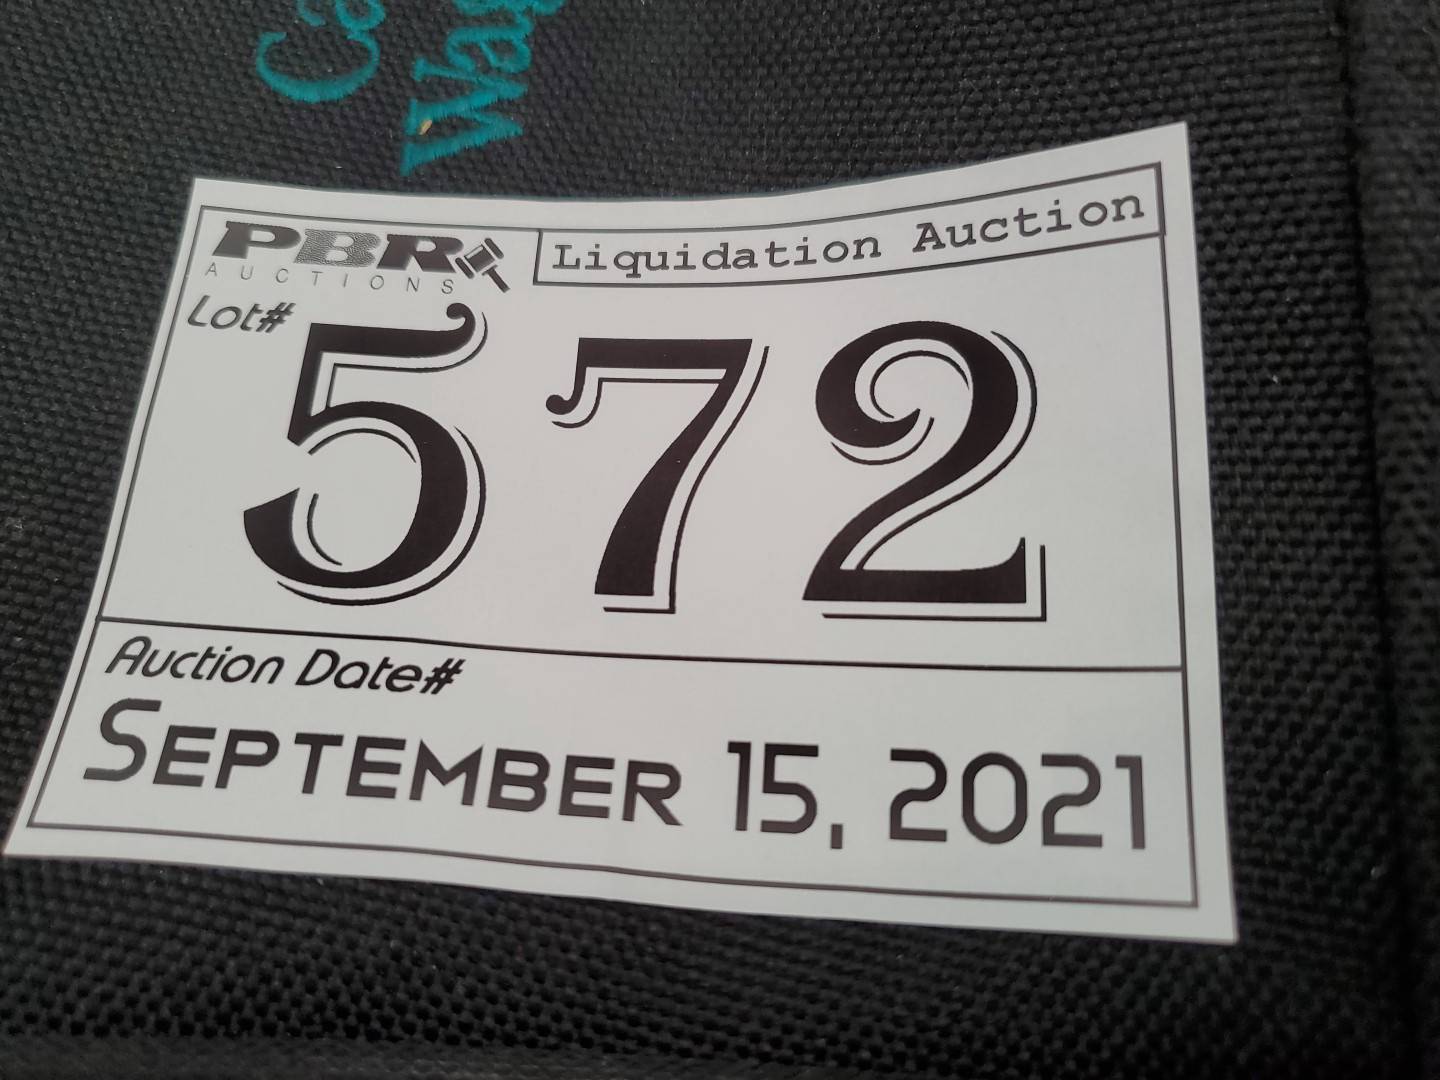 PBR
AUCTIONS
Liquidation Auction
Lot#
572
Auction Date#
September 15, 2021